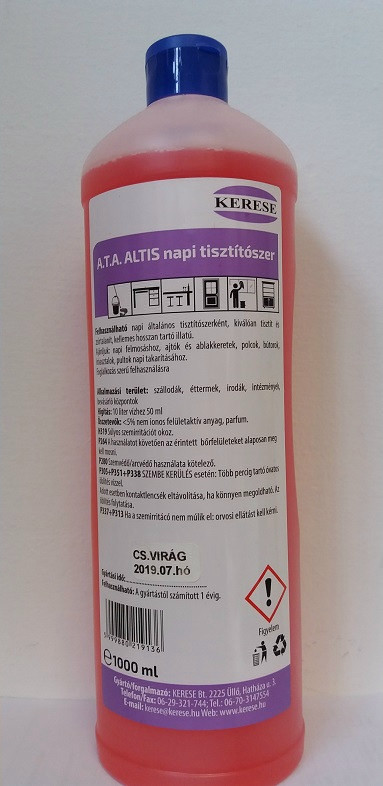 KERESE
A.T.A. ALTIS napi tisztítószer
Felhasználható napi általános tisztítószerként, kiválóan tisztít és
zsírtalanít, kellemes hosszan tartó illatú.
Ajánljuk: napi felmosáshoz, ajtók és ablakkeretek, polcok, bútorok,
íróasztalok, pultok napi takarításához.
Foglalkozás szerű felhasználásra
Alkalmazási terület: szállodák, éttermek, irodák, intézmények,
bevásárló központok
Hígítás: 10 liter vízhez 50 ml
Összetevők: <5% nem ionos felületaktív anyag, parfum.
H319 Súlyos szemirritációt okoz.
P264 A használatot követően az érintett bőrfelületeket alaposan meg
kell mosni.
P280 Szemvédő/arcvédő használata kötelező.
P305+P351+P338 SZEMBE KERÜLÉS esetén: Több percig tartó óvatos
öblítés vízzel.
Adott esetben kontaktlencsék eltávolítása, ha könnyen megoldható. Az
öblítés folytatása.
P337+P313 Ha a szemirritácó nem múlik el: orvosi ellátást kell kérni.
CS.VIRÁG
2019.07.hó
Gyártási idő:
Felhasználható: A gyártástól számított 1 évig.
Figyelem
5999880219136
℮1000 ml
Gyártó/forgalmazó: KERESE Bt. 2225 Üllő, Hatháza u. 3.
Telefon/Fax: 06-29-321-744; Tel.: 06-70-3147554
E-mail: kerese@kerese.hu Web: www.kerese.hu